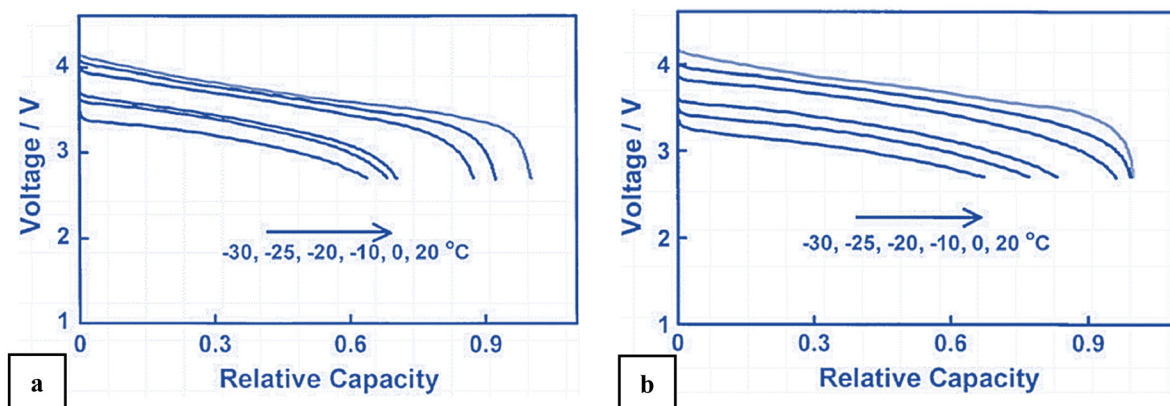 Voltage / V
4
3
2
1
-30, -25, -20, -10, 0, 20 °C
0 0.3 0.6 0.9
Relative Capacity
a
Voltage / V
4
3
2
1
-30, -25, -20, -10, 0, 20 °C
0 0.3 0.6 0.9
Relative Capacity
b